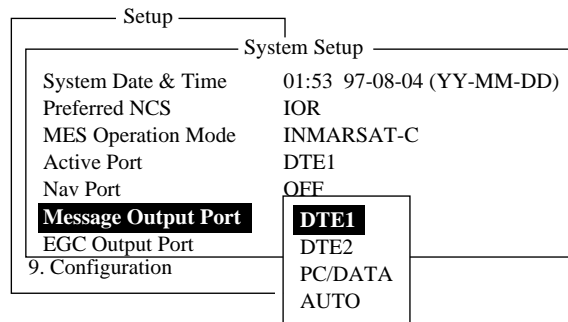 Setup
System Setup
System Date & Time 01:53 97-08-04 (YY-MM-DD)
Preferred NCS IOR
MES Operation Mode INMARSAT-C
Active Port DTE1
Nav Port OFF
Message Output Port DTE1
EGC Output Port DTE2
9. Configuration PC/DATA
AUTO